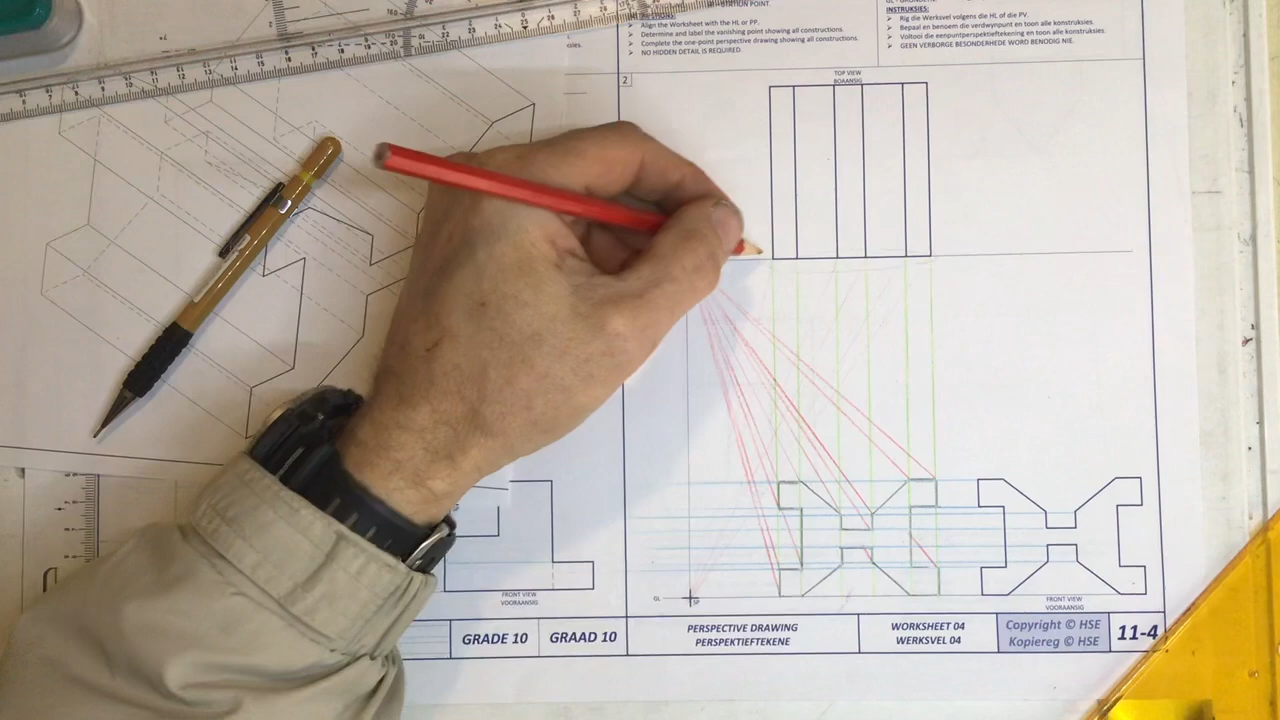 STATION POINT.
Align the Worksheet with the HL or PP.
Determine and label the vanishing point showing all constructions.
Complete the one-point perspective drawing showing all constructions.
NO HIDDEN DETAIL IS REQUIRED.
INSTRUKSIES:
Rig die Werksvel volgens die HL of die PV.
Bepaal en benoem die verdwynpunt en toon alle konstruksies.
Voltooi die eenpuntperspektieftekening en toon alle konstruksies.
GEEN VERBORGE BESONDERHEDE WORD BENODIG NIE.
2
TOP VIEW
BOAANSIG
GL
SP
FRONT VIEW
VOORAANSIG
FRONT VIEW
VOORAANSIG
GRADE 10
GRAAD 10
PERSPECTIVE DRAWING
PERSPEKTIEFTEKENE
WORKSHEET 04
WERKSVEL 04
Copyright © HSE
Kopiereg © HSE
11-4